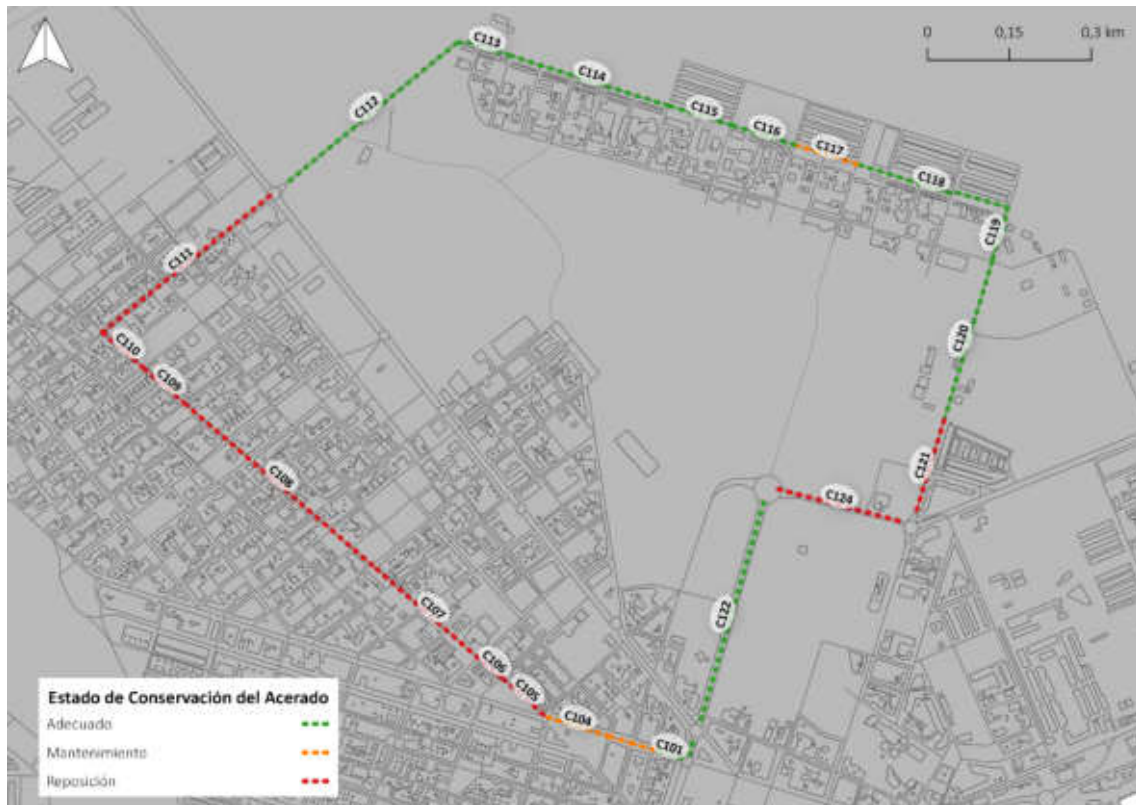 C113
0 0,15 0,3 km
C114
C112
C115
C116
C117
C118
C119
C111
C110
C120
C109
C121
C108
C124
C107
C122
C106
C105
C104
C101
Estado de Conservación del Acerado
Adecuado
Mantenimiento
Reposición